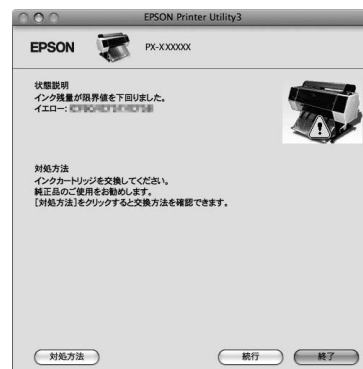 EPSON Printer Utility3
EPSON PX-XXXXXX
状態説明
インク残量が限界値を下回りました。
イエロー:
対処方法
インクカートリッジを交換してください。
純正品のご使用をお勧めします。
[対処方法]をクリックすると交換方法を確認できます。
対処方法 続行 終了